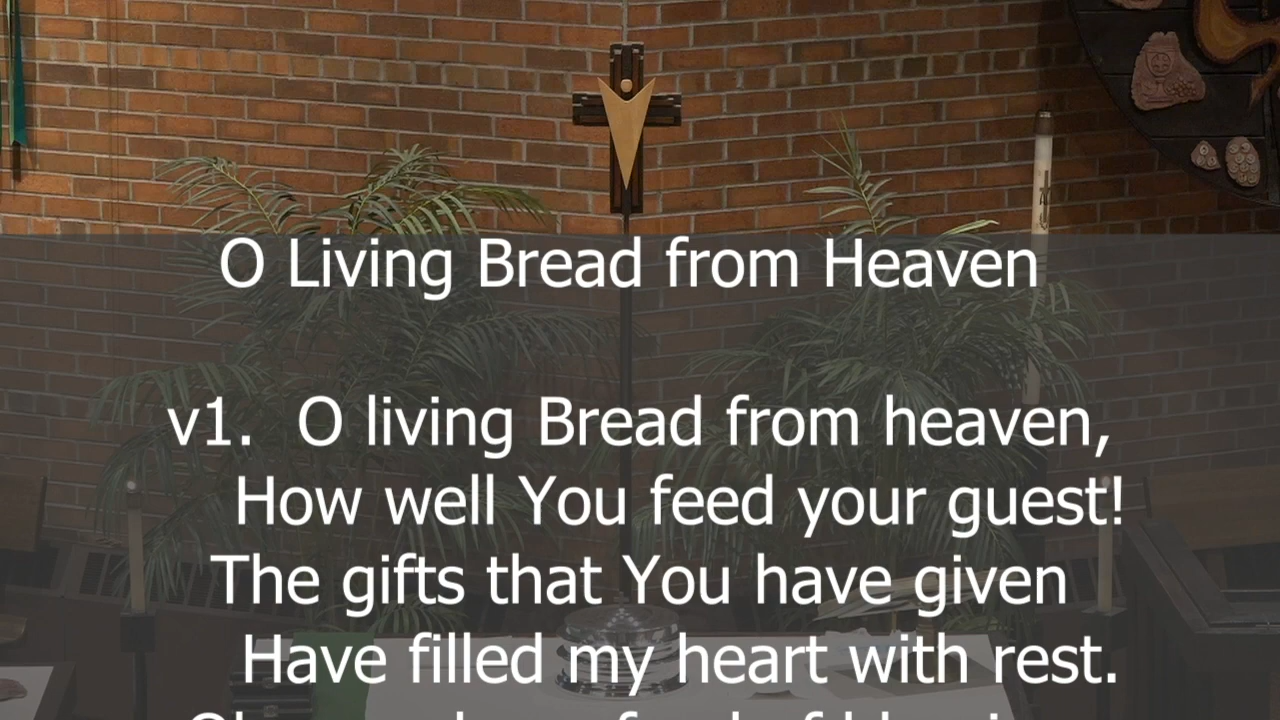 O Living Bread from Heaven
v1. O living Bread from heaven,
How well You feed your guest!
The gifts that You have given
Have filled my heart with rest.